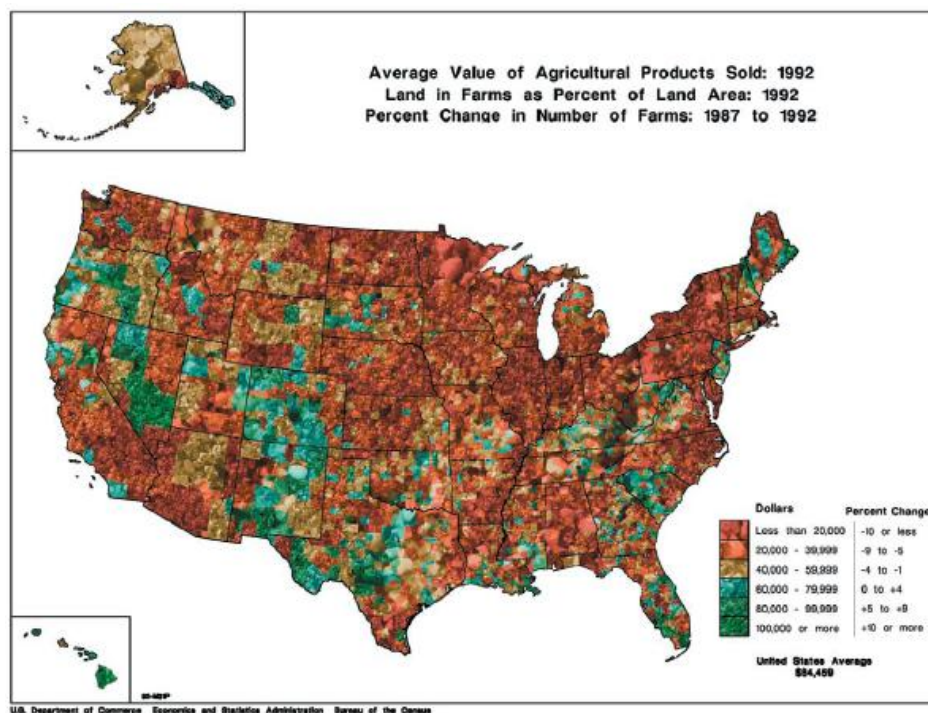 Average Value of Agricultural Products Sold: 1992
Land in Farms as Percent of Land Area: 1992
Percent Change in Number of Farms: 1987 to 1992
Dollars Percent Change
Less than 20,000 -10 or less
20,000 - 39,999 -9 to -5
40,000 - 59,999 -4 to -1
60,000 - 79,999 0 to +4
80,000 - 99,999 +5 to +9
100,000 or more +10 or more
United States Average
$84,459
U.S. Department of Commerce Economics and Statistics Administration Bureau of the Census